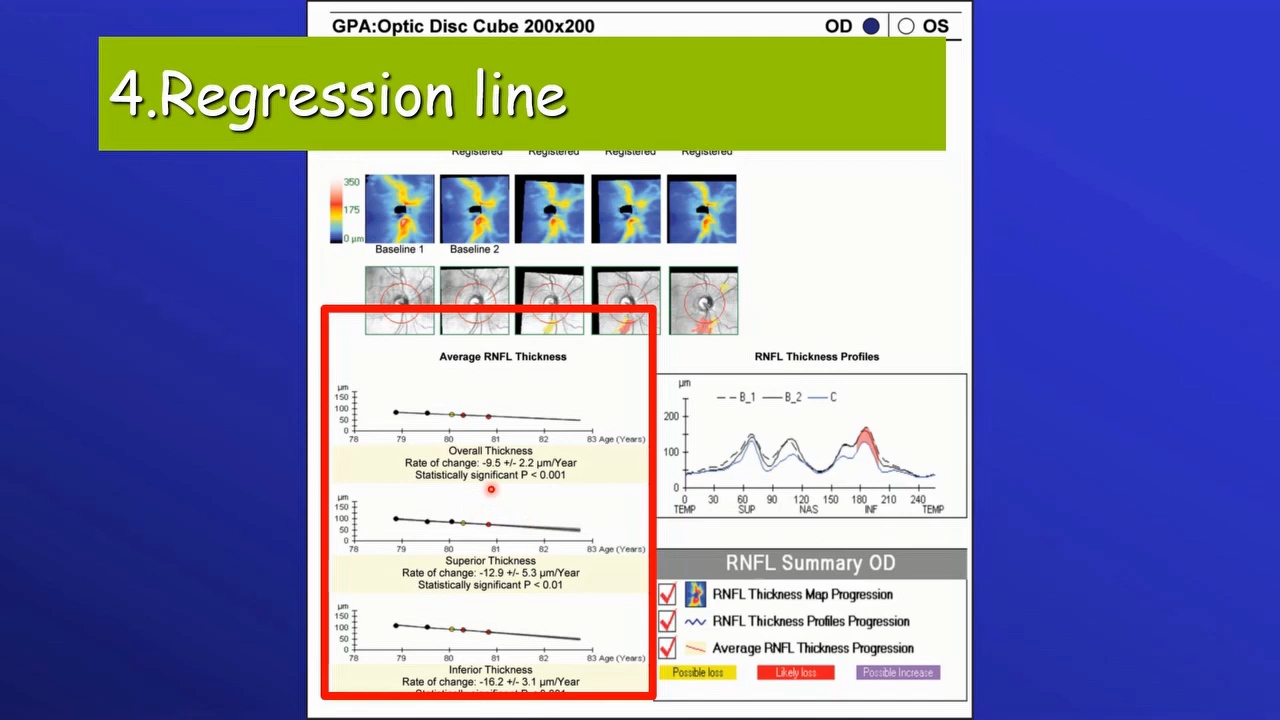 GPA:Optic Disc Cube 200x200
OD OS
4.Regression line
Registered Registered Registered Registered
350
175
0 µm
Baseline 1 Baseline 2
Average RNFL Thickness
µm
150
100
50
0
78 79 80 81 82 83 Age (Years)
Overall Thickness
Rate of change: -9.5 +/- 2.2 µm/Year
Statistically significant P < 0.001
µm
150
100
50
0
78 79 80 81 82 83 Age (Years)
Superior Thickness
Rate of change: -12.9 +/- 5.3 µm/Year
Statistically significant P < 0.01
µm
150
100
50
0
78 79 80 81 82 83 Age (Years)
Inferior Thickness
Rate of change: -16.2 +/- 3.1 µm/Year
Statistically significant P < 0.001
RNFL Thickness Profiles
µm
B_1 B_2 C
200
100
0
0 30 60 90 120 150 180 210 240
TEMP SUP NAS INF TEMP
RNFL Summary OD
RNFL Thickness Map Progression
RNFL Thickness Profiles Progression
Average RNFL Thickness Progression
Possible loss Likely loss Possible Increase